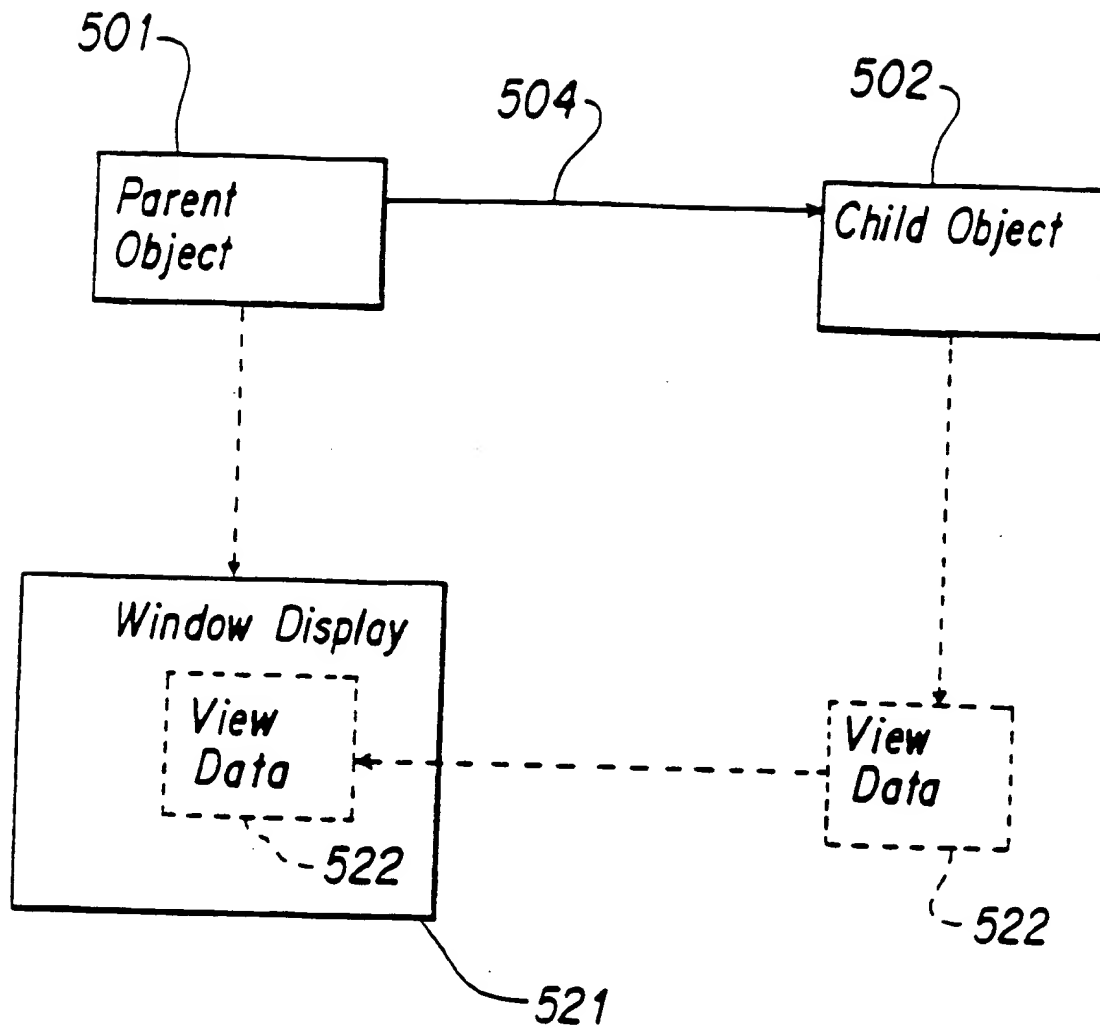 501
504
502
Parent
Object
Child Object
Window Display
View
Data
522
View
Data
522
521